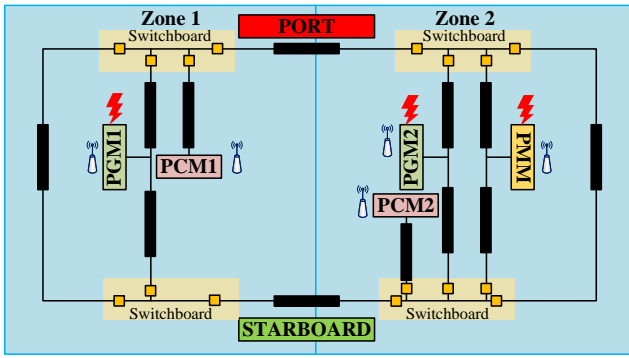 Zone 1
PORT
Zone 2
Switchboard
Switchboard
PGM1
PCM1
PGM2
PMM
PCM2
Switchboard
STARBOARD
Switchboard